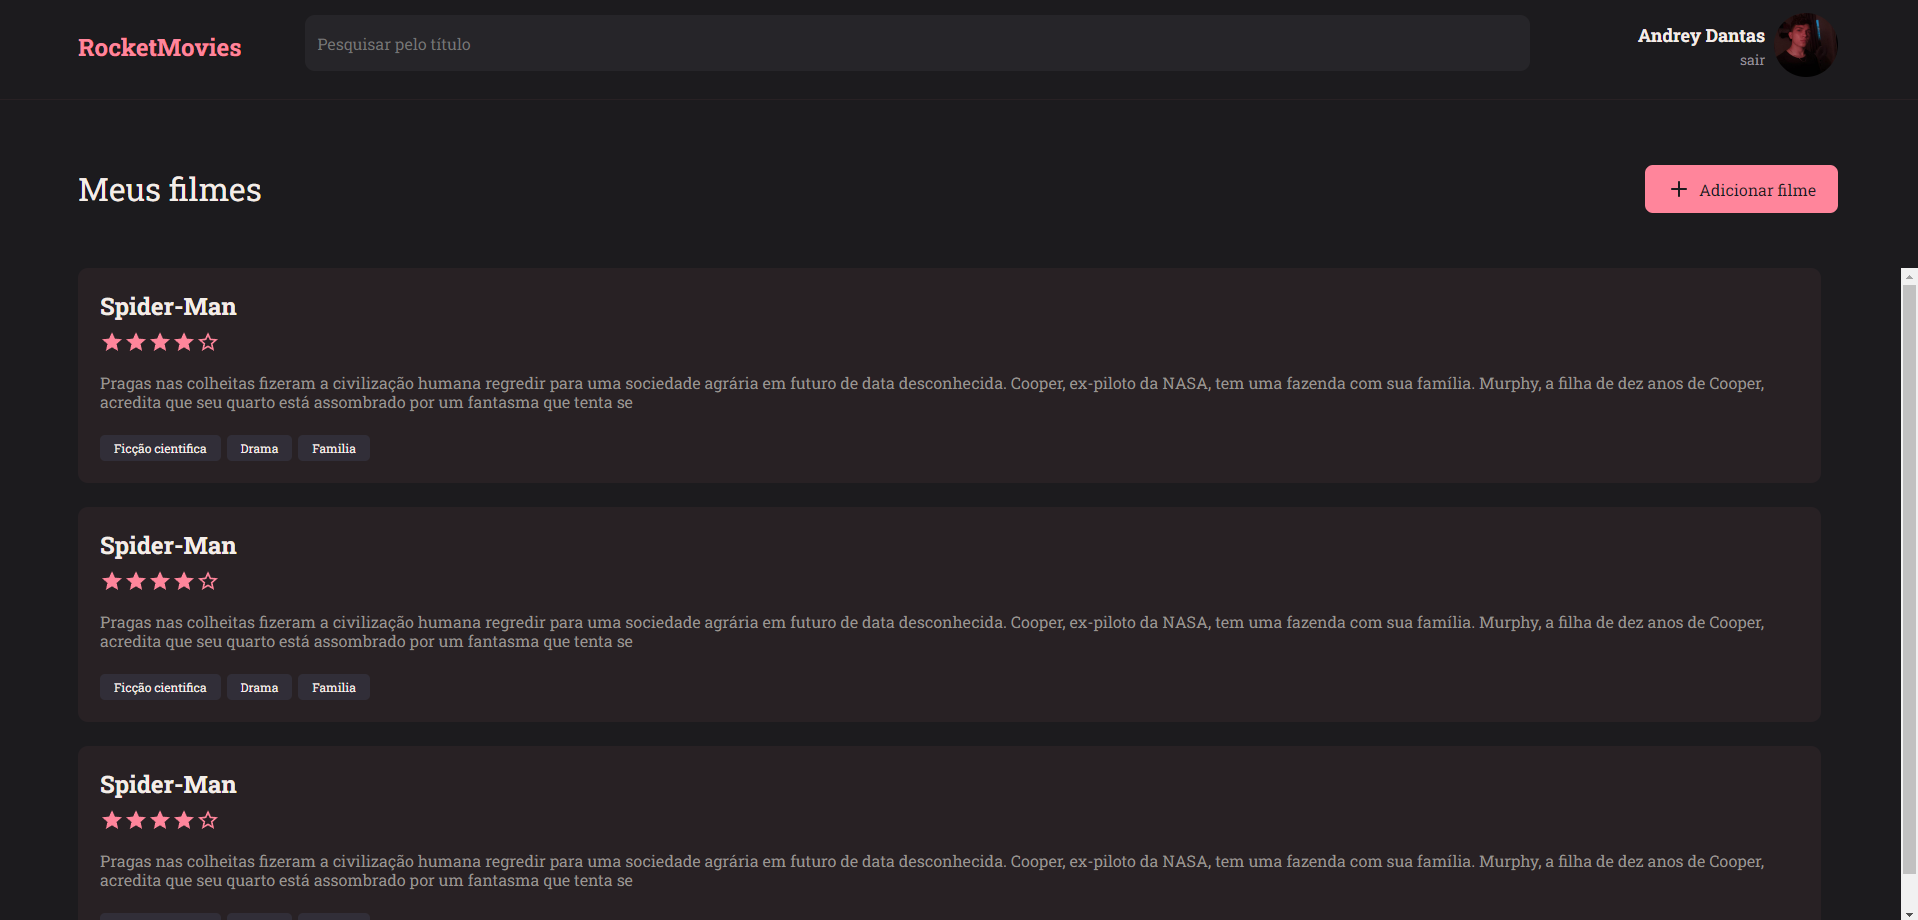 RocketMovies
Pesquisar pelo título
Andrey Dantas
sair
Meus filmes
Adicionar filme
Spider-Man
Pragas nas colheitas fizeram a civilização humana regredir para uma sociedade agrária em futuro de data desconhecida. Cooper, ex-piloto da NASA, tem uma fazenda com sua família. Murphy, a filha de dez anos de Cooper,
acredita que seu quarto está assombrado por um fantasma que tenta se
Ficção cientifica Drama Familia
Spider-Man
Pragas nas colheitas fizeram a civilização humana regredir para uma sociedade agrária em futuro de data desconhecida. Cooper, ex-piloto da NASA, tem uma fazenda com sua família. Murphy, a filha de dez anos de Cooper,
acredita que seu quarto está assombrado por um fantasma que tenta se
Ficção cientifica Drama Familia
Spider-Man
Pragas nas colheitas fizeram a civilização humana regredir para uma sociedade agrária em futuro de data desconhecida. Cooper, ex-piloto da NASA, tem uma fazenda com sua família. Murphy, a filha de dez anos de Cooper,
acredita que seu quarto está assombrado por um fantasma que tenta se